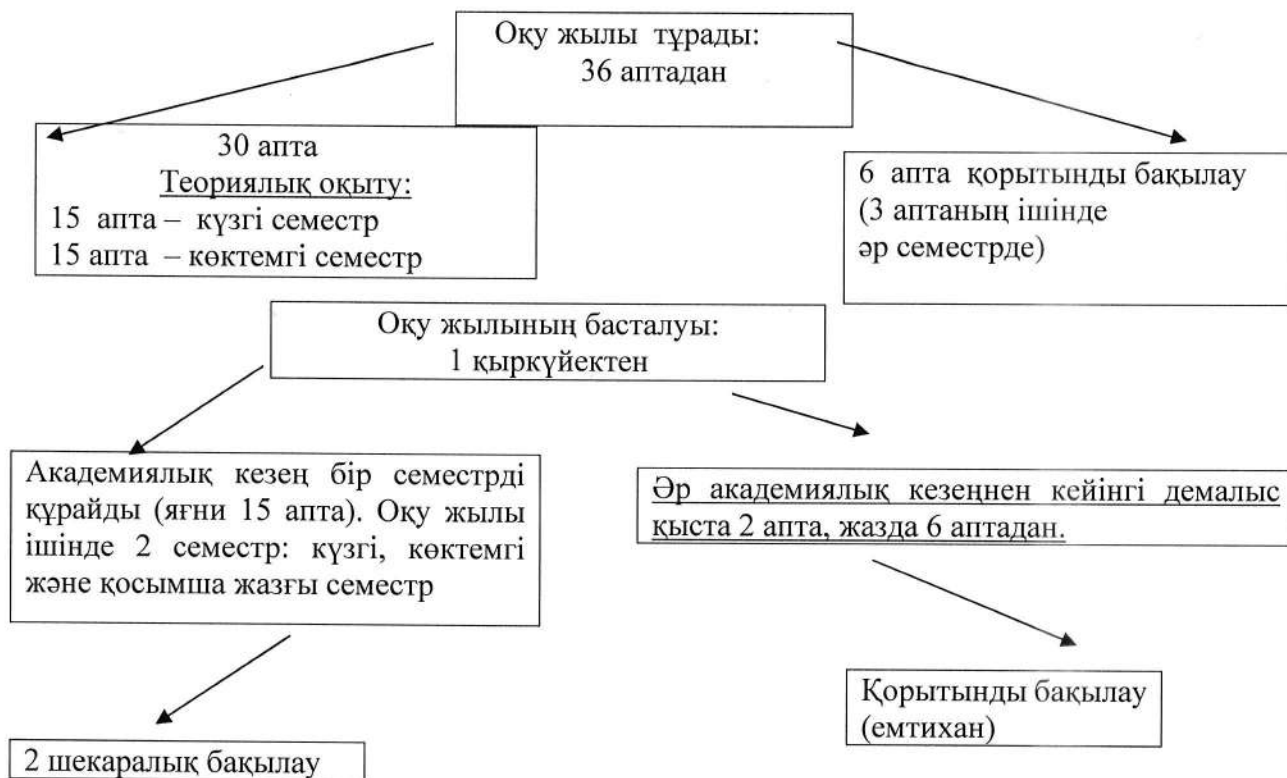 Оқу жылы тұрады:
36 аптадан
30 апта
Теориялық оқыту:
15 апта – күзгі семестр
15 апта – көктемгі семестр
6 апта қорытынды бақылау
(3 аптаның ішінде
әр семестрде)
Оқу жылының басталуы:
1 қыркүйектен
Академиялық кезең бір семестрді
құрайды (яғни 15 апта). Оқу жылы
ішінде 2 семестр: күзгі, көктемгі
және қосымша жазғы семестр
Әр академиялық кезеңнен кейінгі демалыс
қыста 2 апта, жазда 6 аптадан.
Қорытынды бақылау
(емтихан)
2 шекаралық бақылау